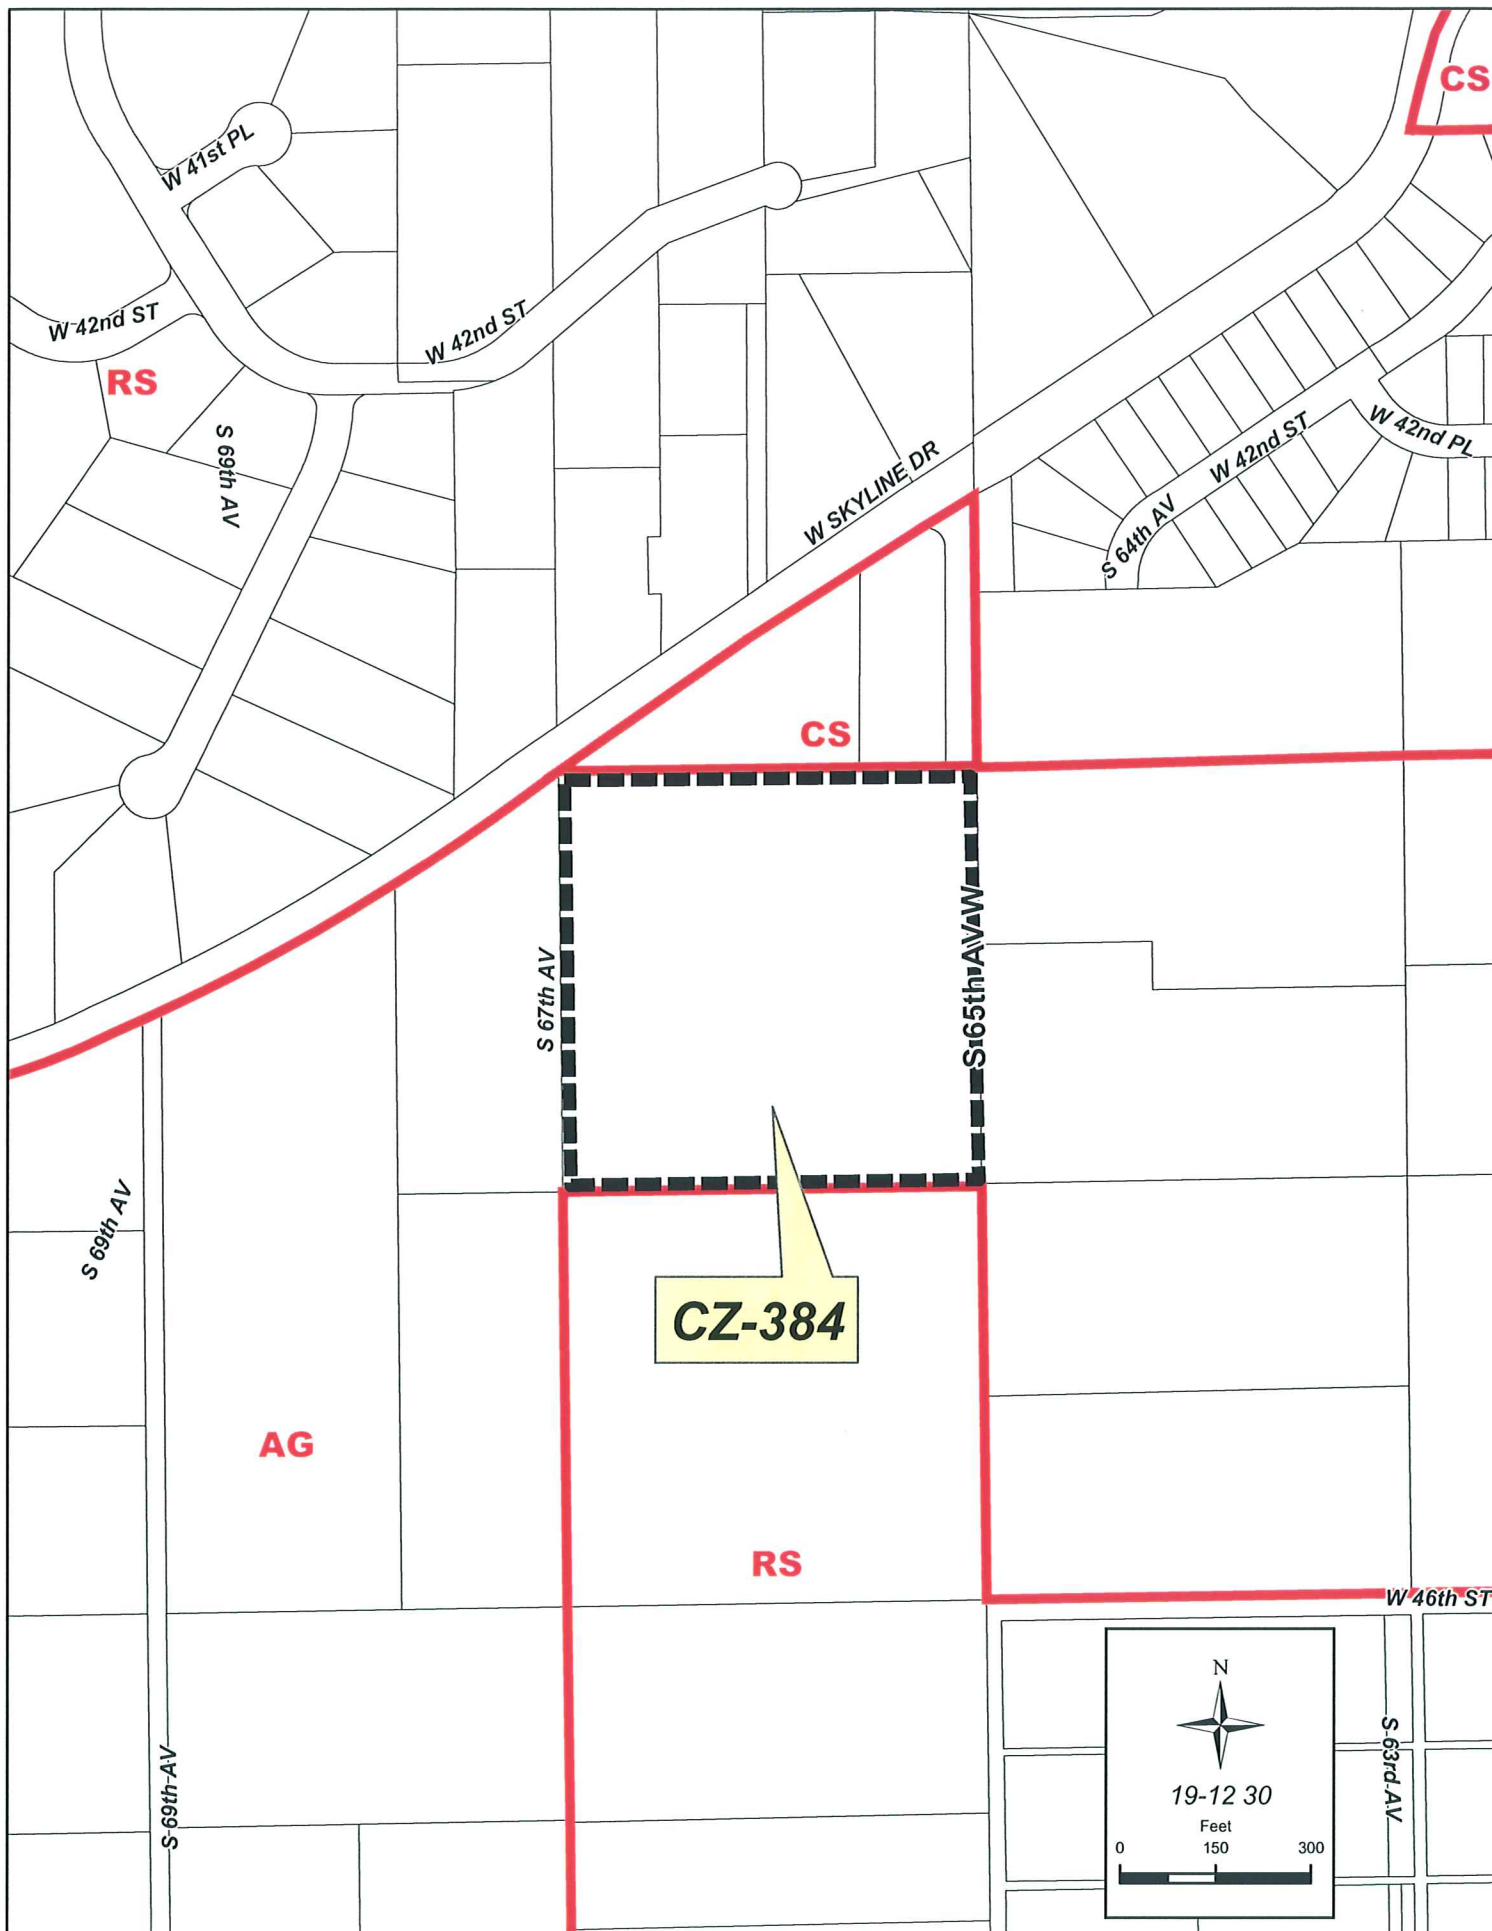 CS
W 41st PL
W 42nd ST
W 42nd ST
RS
S 69th AV
W SKYLINE DR
W 42nd ST
W 42nd PL
S 64th AV
CS
S 67th AV
S 65th AV W
S 69th AV
CZ-384
AG
RS
W 46th ST
N
19-12 30
Feet
0 150 300
S 63rd AV
S 69th AV